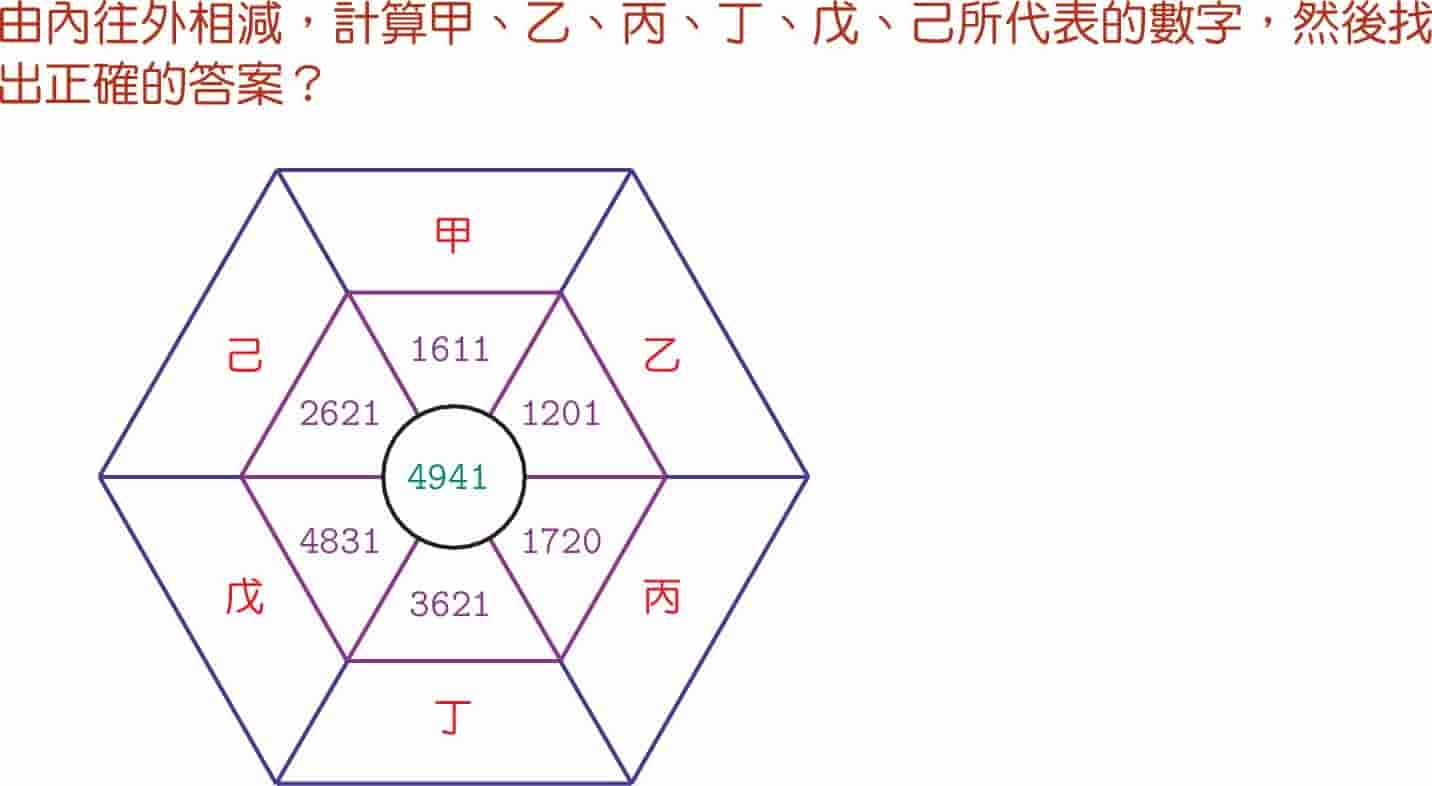 由內往外相減，計算甲、乙、丙、丁、戊、己所代表的數字，然後找
出正確的答案？
甲
己
1611
乙
2621
1201
4941
4831
1720
戊
3621
丙
丁